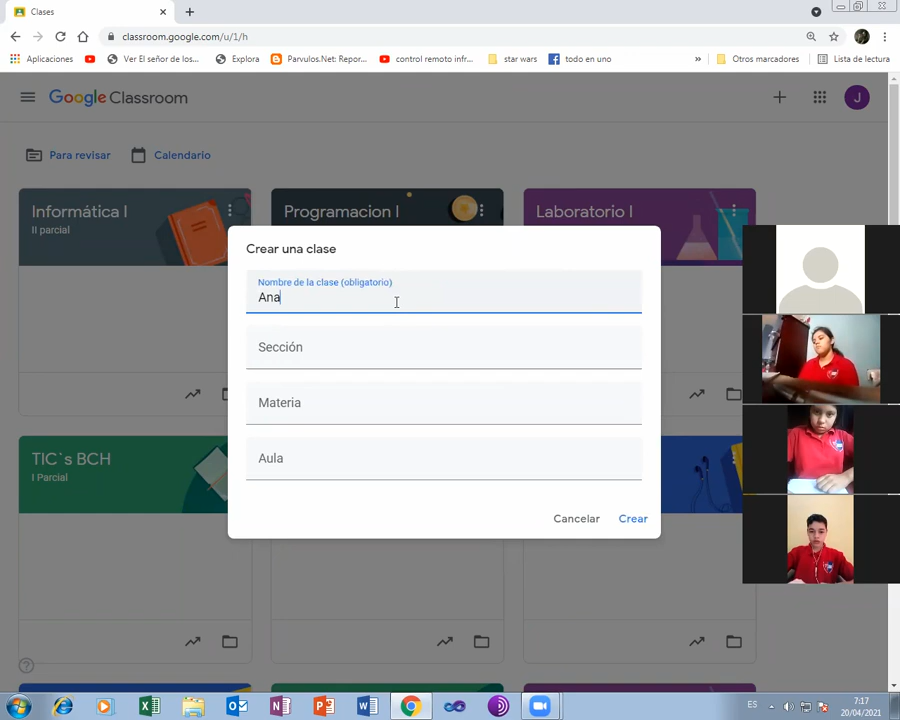 Clases
classroom.google.com/u/1/h
Aplicaciones
Ver El señor de los...
Explora
Parvulos.Net: Repor...
control remoto infr...
star wars
todo en uno
»
Otros marcadores
Lista de lectura
Google Classroom
J
Para revisar
Calendario
Informática I
II parcial
Programacion I
Laboratorio I
Crear una clase
Nombre de la clase (obligatorio)
Ana
Sección
Materia
Aula
Cancelar
Crear
TIC`s BCH
I Parcial
ES
7:17
20/04/2021